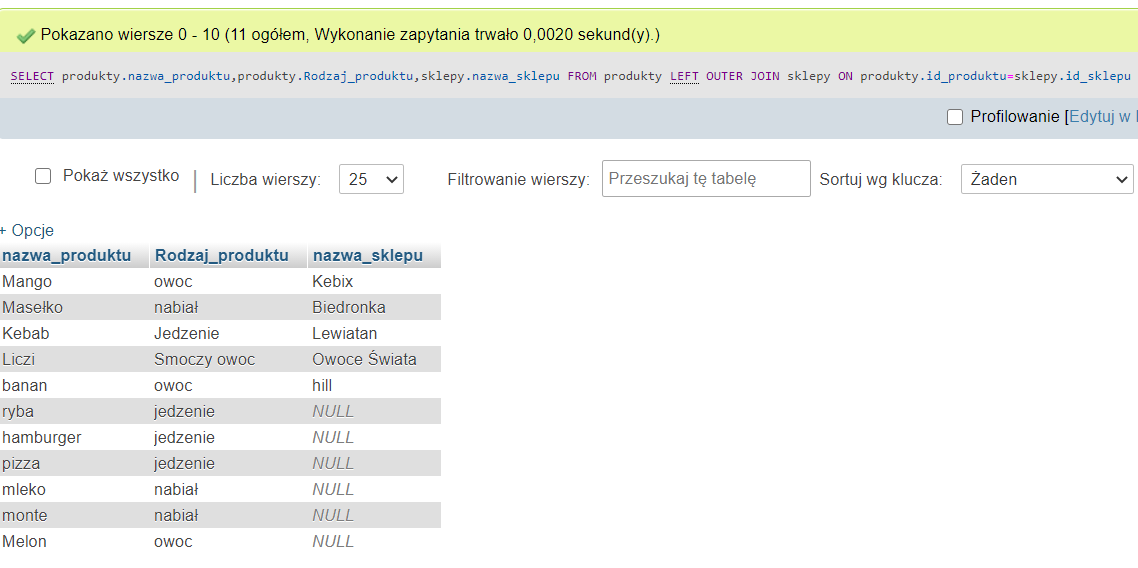 Pokazano wiersze 0 - 10 (11 ogółem, Wykonanie zapytania trwało 0,0020 sekund(y).)
SELECT produkty.nazwa_produktu,produkty.Rodzaj_produktu,sklepy.nazwa_sklepu FROM produkty LEFT OUTER JOIN sklepy ON produkty.id_produktu=sklepy.id_sklepu
Profilowanie [Edytuj w
Pokaż wszystko | Liczba wierszy: 25 Filtrowanie wierszy: Przeszukaj tę tabelę Sortuj wg klucza: Żaden
+ Opcje
nazwa_produktu Rodzaj_produktu nazwa_sklepu
Mango owoc Kebix
Masełko nabiał Biedronka
Kebab Jedzenie Lewiatan
Liczi Smoczy owoc Owoce Świata
banan owoc hill
ryba jedzenie NULL
hamburger jedzenie NULL
pizza jedzenie NULL
mleko nabiał NULL
monte nabiał NULL
Melon owoc NULL